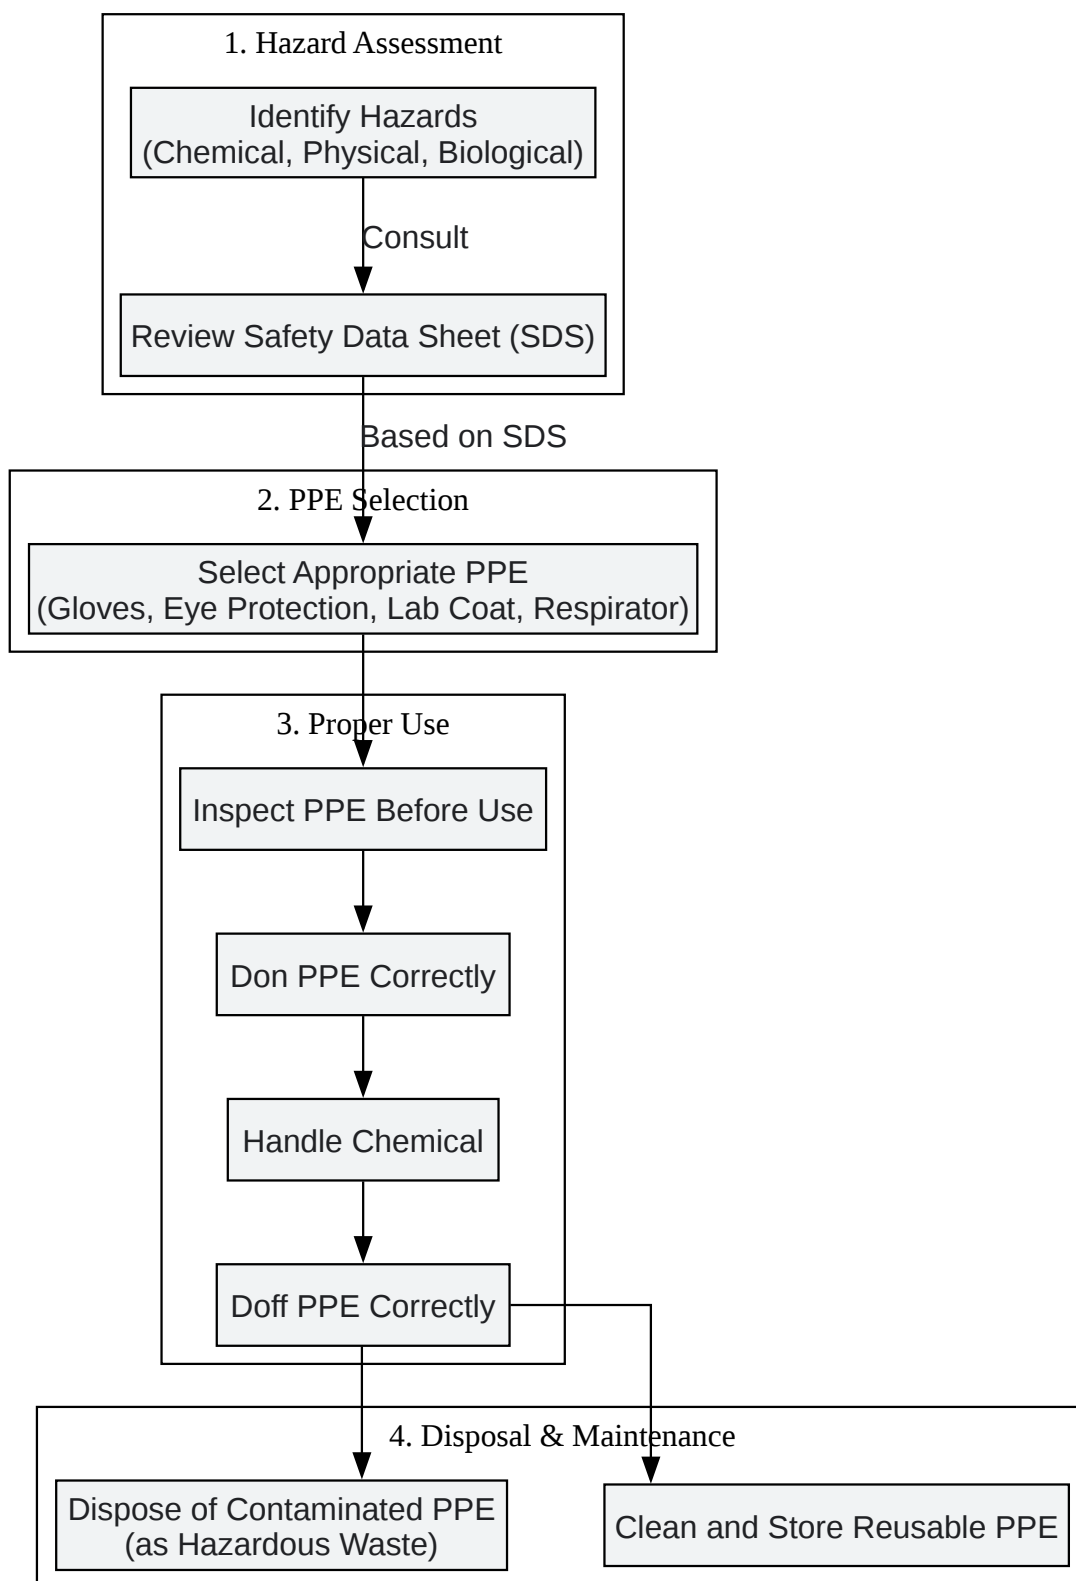 1. Hazard Assessment
Identify Hazards
(Chemical, Physical, Biological)
Consult
Review Safety Data Sheet (SDS)
Based on SDS
2. PPE Selection
Select Appropriate PPE
(Gloves, Eye Protection, Lab Coat, Respirator)
3. Proper Use
Inspect PPE Before Use
Don PPE Correctly
Handle Chemical
Doff PPE Correctly
4. Disposal & Maintenance
Dispose of Contaminated PPE
(as Hazardous Waste)
Clean and Store Reusable PPE